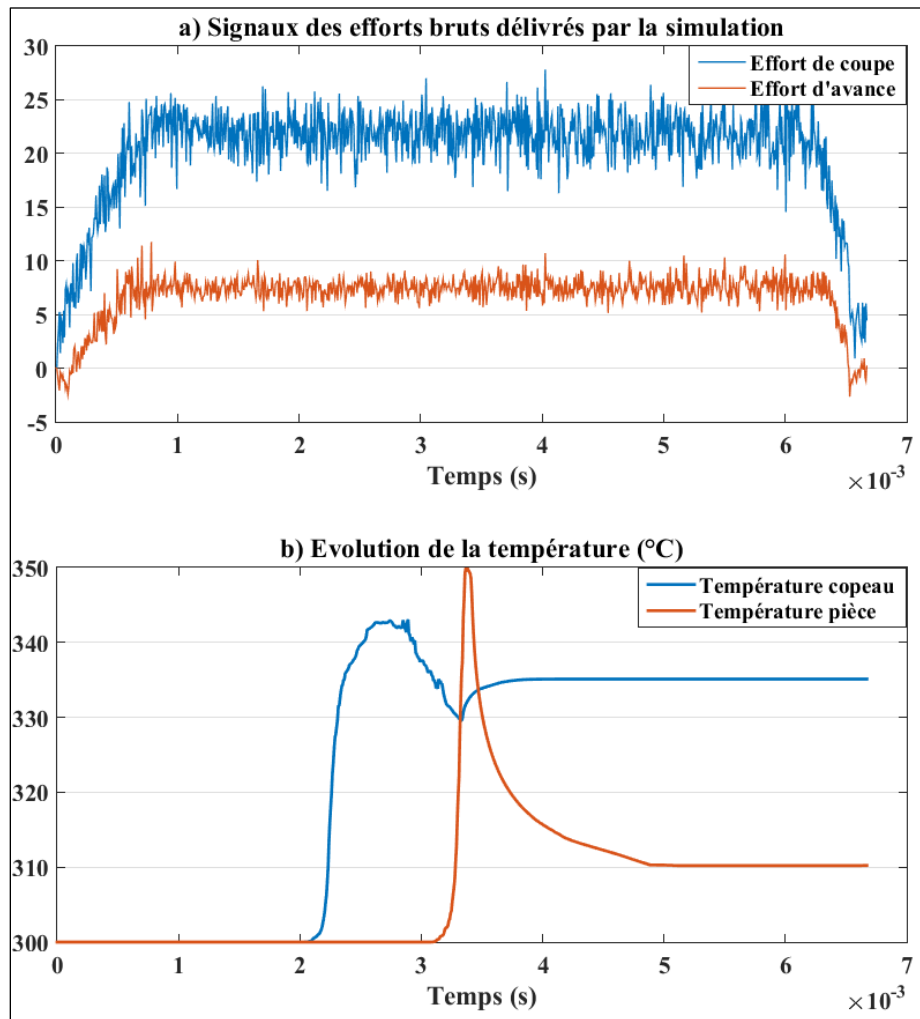 a) Signaux des efforts bruts délivrés par la simulation
30
Effort de coupe
Effort d'avance
25
20
15
10
5
0
-5
0 1 2 3 4 5 6 7
Temps (s)
×10-3
b) Evolution de la température (°C)
350
Température copeau
Température pièce
340
330
320
310
300
0 1 2 3 4 5 6 7
Temps (s)
×10-3